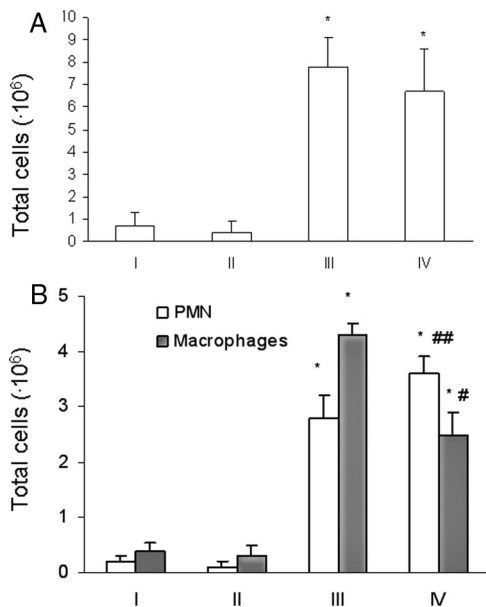 A
Total cells (·10⁶)
10
9
8
7
6
5
4
3
2
1
0
*
*
I II III IV
B
Total cells (·10⁶)
5
4
3
2
1
0
PMN
Macrophages
*
*
* ##
* #
I II III IV